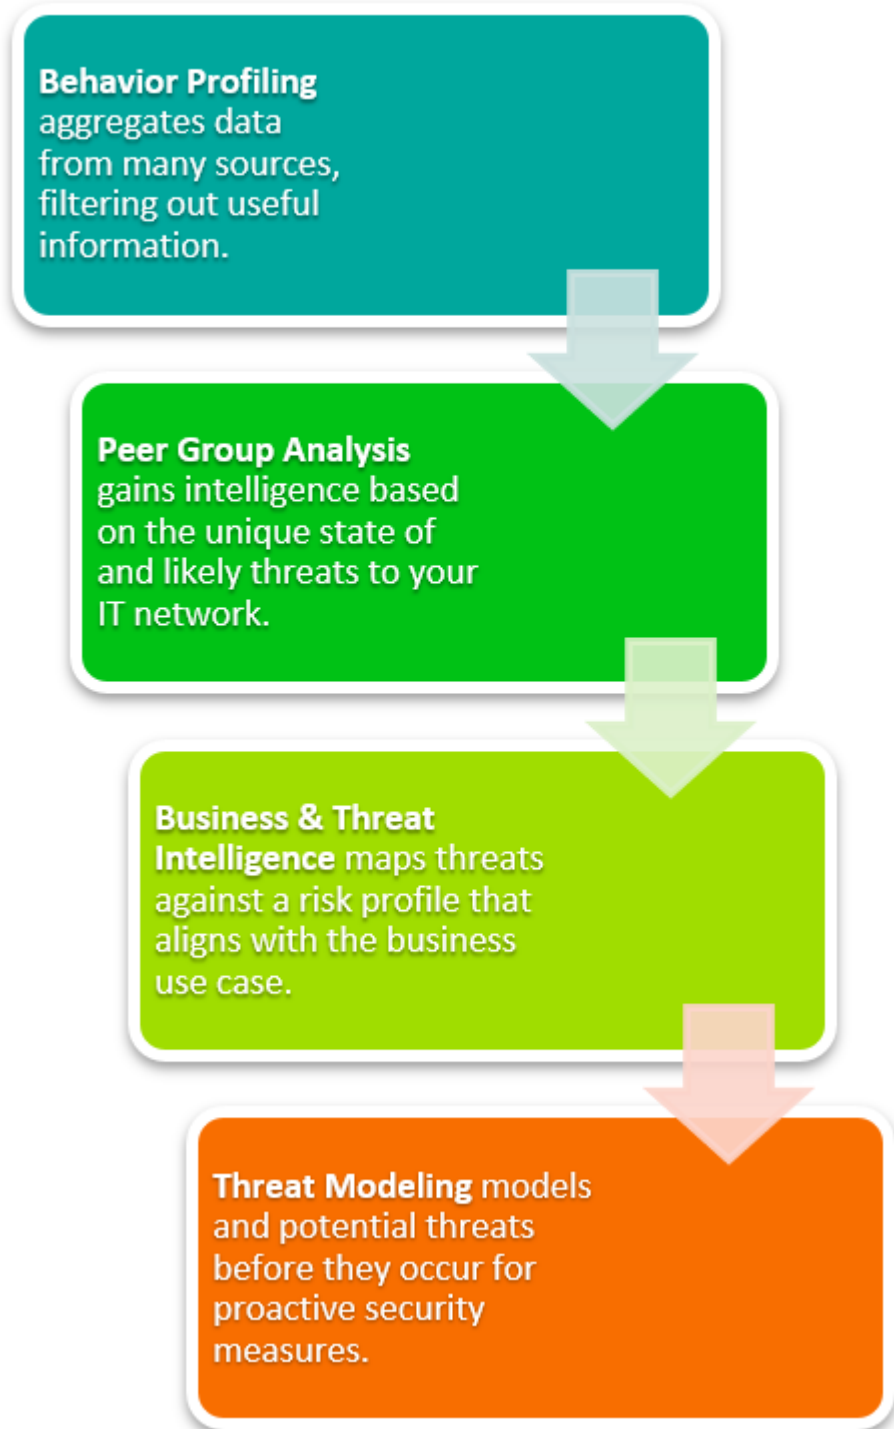 Behavior Profiling
aggregates data
from many sources,
filtering out useful
information.
Peer Group Analysis
gains intelligence based
on the unique state of
and likely threats to your
IT network.
Business & Threat
Intelligence maps threats
against a risk profile that
aligns with the business
use case.
Threat Modeling models
and potential threats
before they occur for
proactive security
measures.